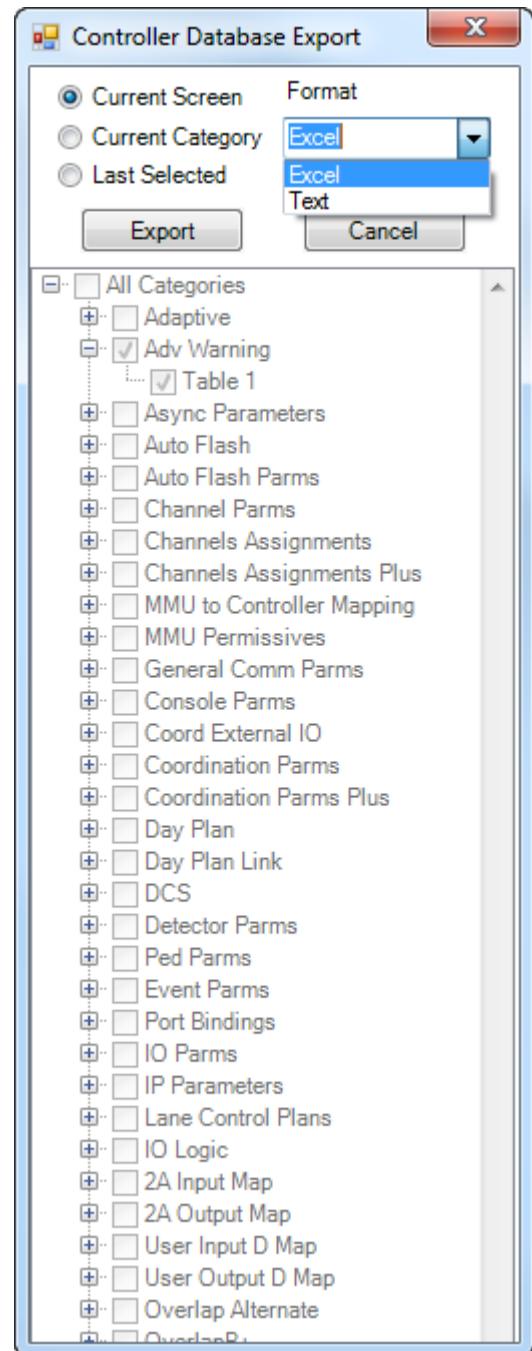 Controller Database Export
Current Screen Format
Current Category Excel
Last Selected Excel
Text
Export Cancel
All Categories
Adaptive
Adv Warning
Table 1
Async Parameters
Auto Flash
Auto Flash Parms
Channel Parms
Channels Assignments
Channels Assignments Plus
MMU to Controller Mapping
MMU Permissives
General Comm Parms
Console Parms
Coord External IO
Coordination Parms
Coordination Parms Plus
Day Plan
Day Plan Link
DCS
Detector Parms
Ped Parms
Event Parms
Port Bindings
IO Parms
IP Parameters
Lane Control Plans
IO Logic
2A Input Map
2A Output Map
User Input D Map
User Output D Map
Overlap Alternate